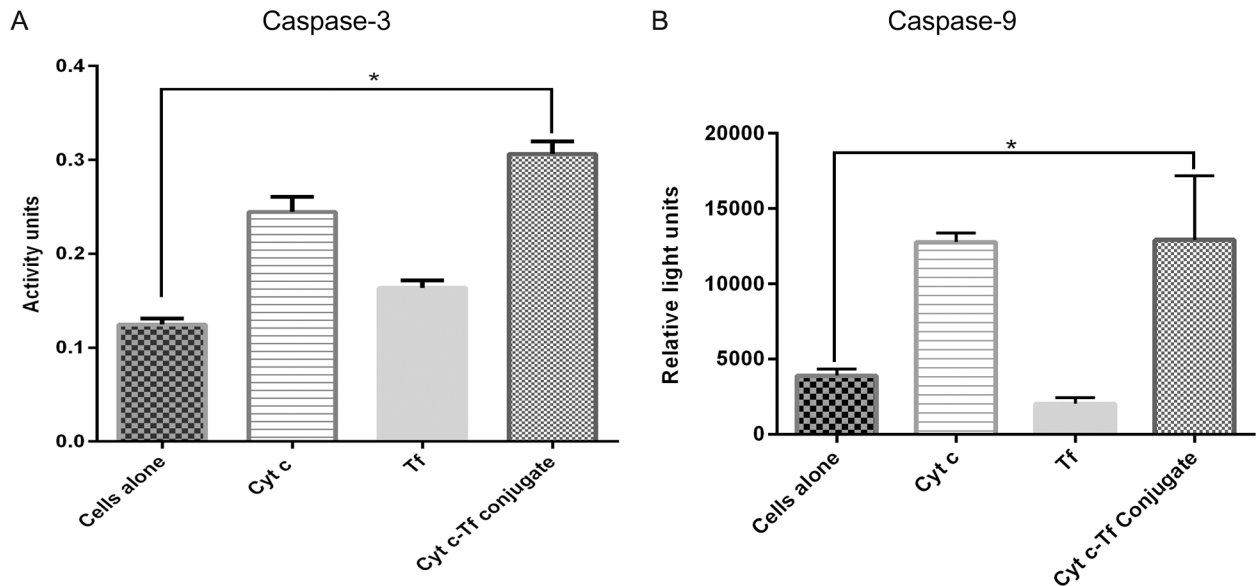 A
Caspase-3
0.4
0.3
0.2
0.1
0.0
Activity units
*
Cells alone
Cyt c
Tf
Cyt c-Tf conjugate
B
Caspase-9
20000
15000
10000
5000
0
Relative light units
*
Cells alone
Cyt c
Tf
Cyt c-Tf Conjugate